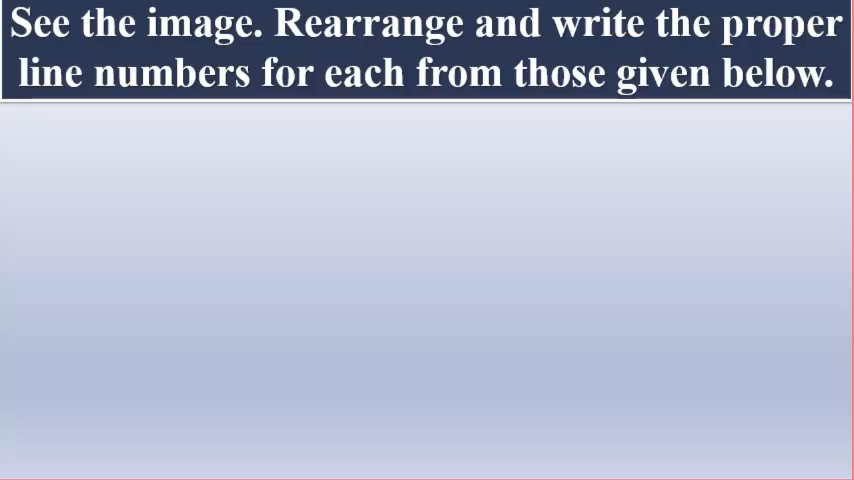 See the image. Rearrange and write the proper
line numbers for each from those given below.